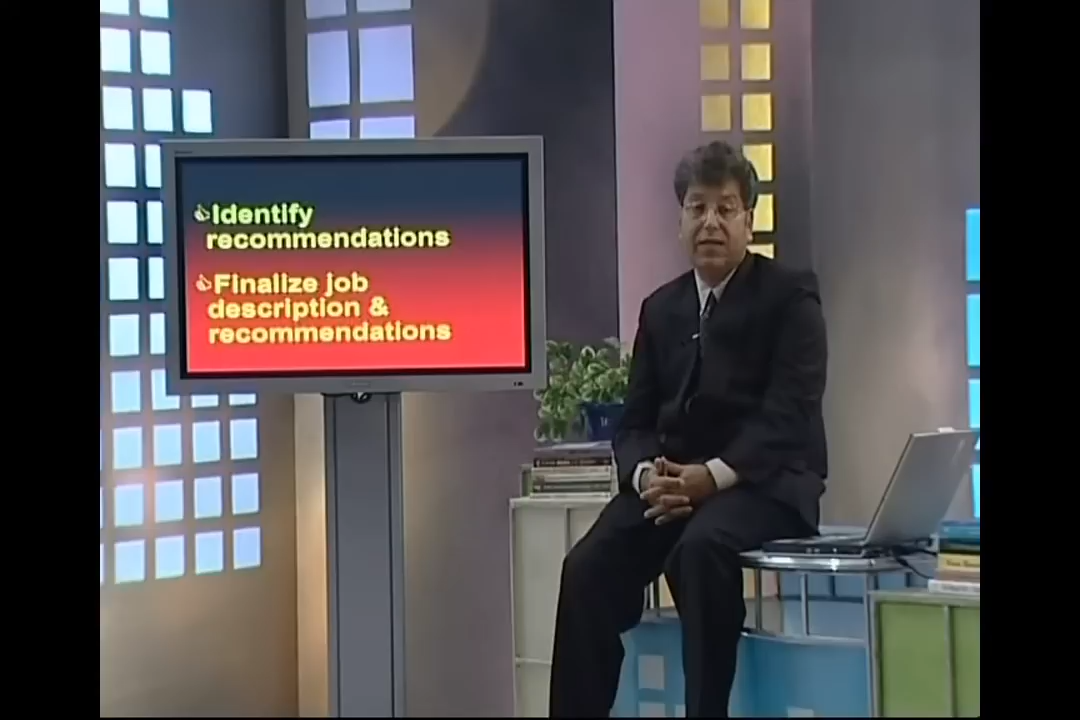 Identify
recommendations
Finalize job
description &
recommendations